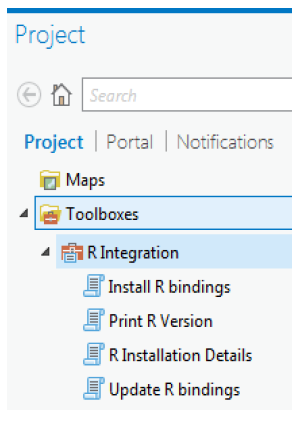 Project
Search
Project | Portal | Notifications
Maps
Toolboxes
R Integration
Install R bindings
Print R Version
R Installation Details
Update R bindings